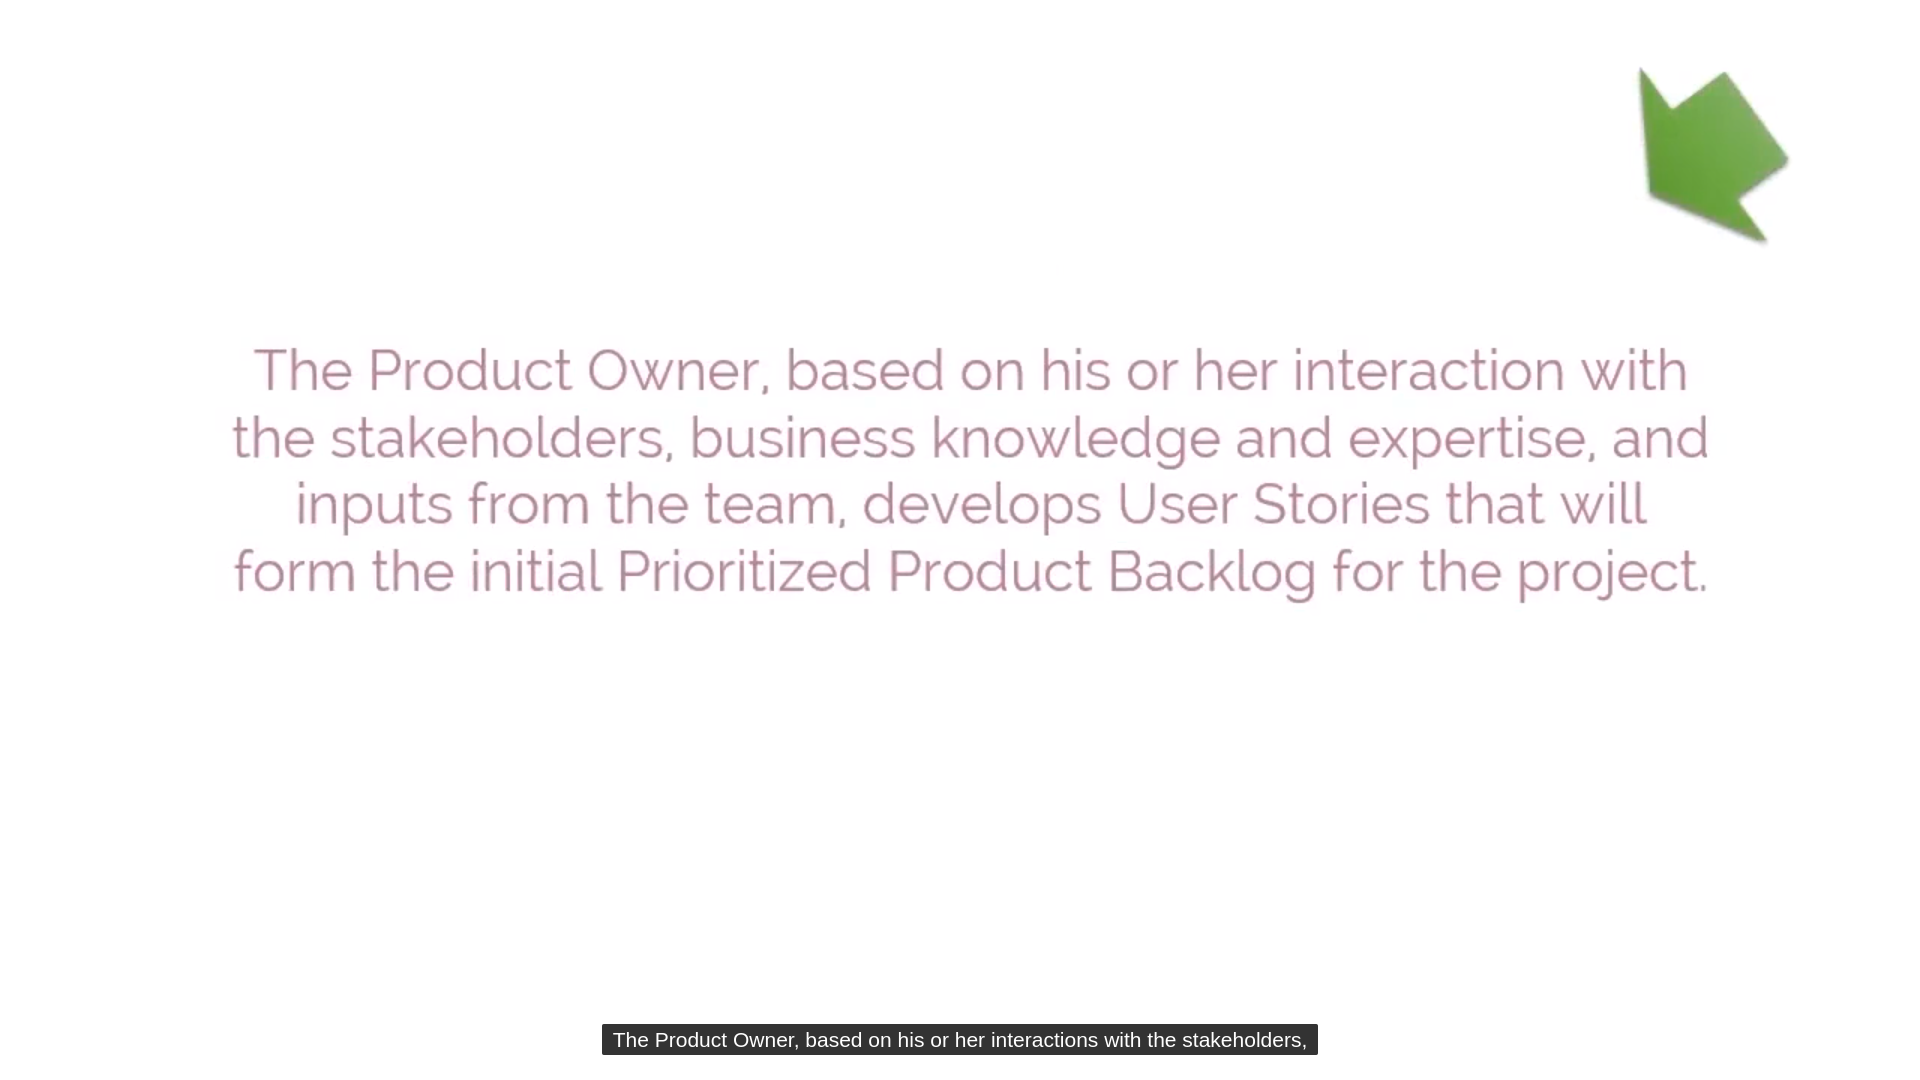 The Product Owner, based on his or her interaction with
the stakeholders, business knowledge and expertise, and
inputs from the team, develops User Stories that will
form the initial Prioritized Product Backlog for the project.
The Product Owner, based on his or her interactions with the stakeholders,